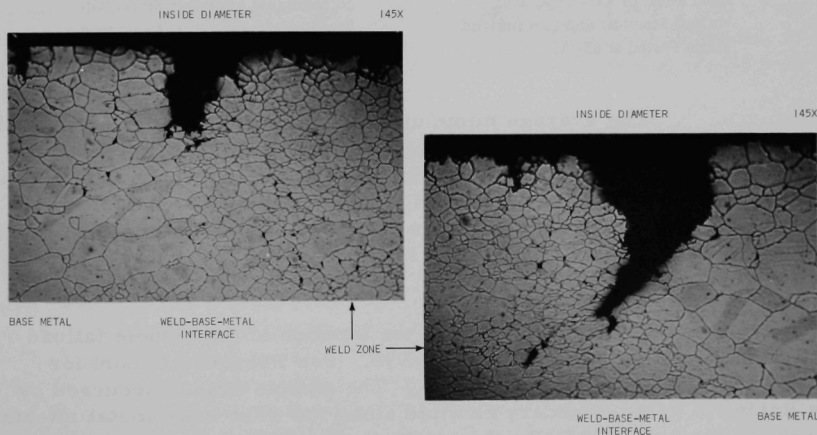 INSIDE DIAMETER 145X
INSIDE DIAMETER 145X
BASE METAL WELD-BASE-METAL
INTERFACE
WELD ZONE
WELD-BASE-METAL BASE METAL
INTERFACE